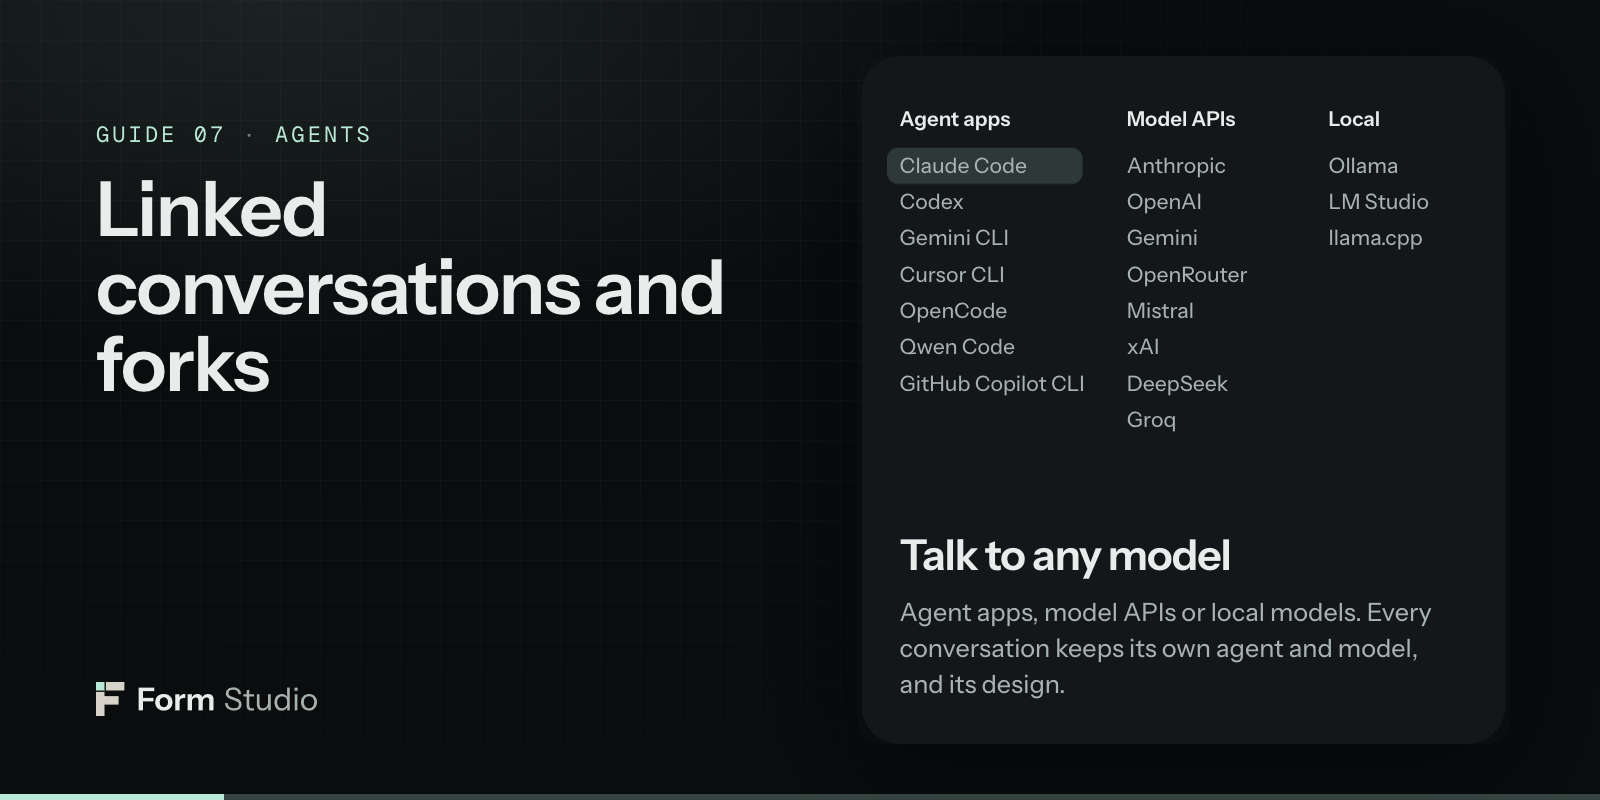 GUIDE 07 · AGENTS
Linked
conversations and
forks
Form Studio
Agent apps
Claude Code
Codex
Gemini CLI
Cursor CLI
OpenCode
Qwen Code
GitHub Copilot CLI
Model APIs
Anthropic
OpenAI
Gemini
OpenRouter
Mistral
xAI
DeepSeek
Groq
Local
Ollama
LM Studio
llama.cpp
Talk to any model
Agent apps, model APIs or local models. Every
conversation keeps its own agent and model,
and its design.